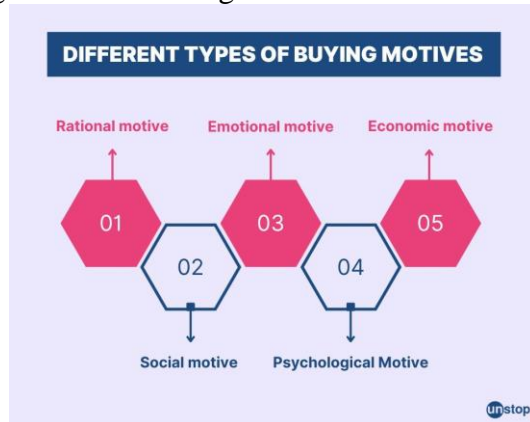 DIFFERENT TYPES OF BUYING MOTIVES
Rational motive
Emotional motive
Economic motive
01
03
05
02
04
Social motive
Psychological Motive
unstop